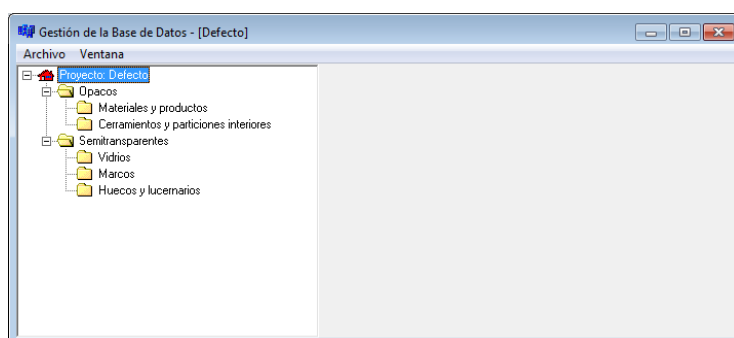 Gestión de la Base de Datos - [Defecto]
Archivo Ventana
Proyecto: Defecto
Opacos
Materiales y productos
Cerramientos y particiones interiores
Semitransparentes
Vidrios
Marcos
Huecos y lucernarios